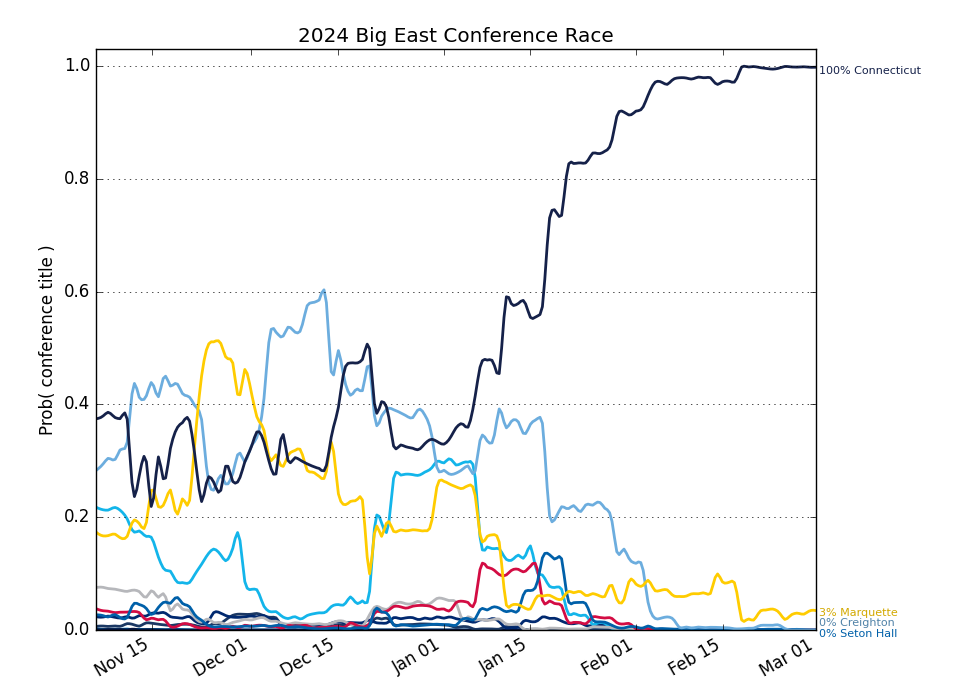 2024 Big East Conference Race
Prob( conference title )
1.0
0.8
0.6
0.4
0.2
0.0
Nov 15
Dec 01
Dec 15
Jan 01
Jan 15
Feb 01
Feb 15
Mar 01
100% Connecticut
3% Marquette
0% Creighton
0% Seton Hall